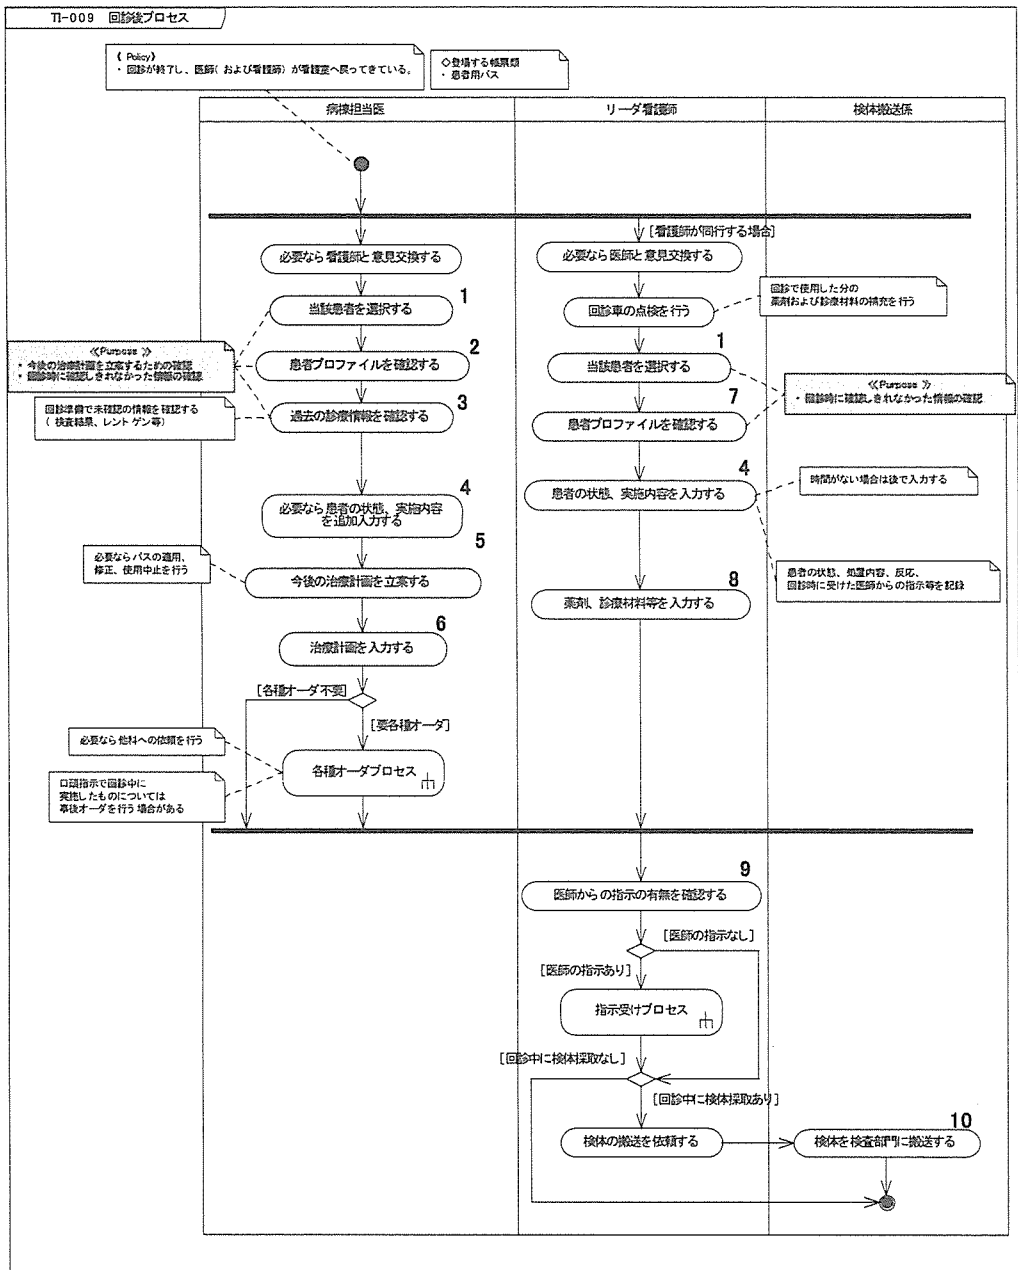 TI-009 回診後プロセス
《 Policy》
・ 回診が終了し、医師( および看護師) が看護室へ戻ってきている。
◇登場する帳票類
・ 患者用パス
病棟担当医
リーダ看護師
検体搬送係
[看護師が同行する場合]
必要なら看護師と意見交換する
必要なら医師と意見交換する
1
当該患者を選択する
回診車の点検を行う
回診で使用した分の
薬剤および診療材料の補充を行う
≪Purpose ≫
・ 今後の治療計画を立案するための確認
・ 回診時に確認しきれなかった情報の確認
2
患者プロファイルを確認する
1
当該患者を選択する
≪Purpose ≫
・ 回診時に確認しきれなかった情報の確認
回診準備で未確認の情報を確認する
( 検査結果、レントゲン等)
3
過去の診療情報を確認する
7
患者プロファイルを確認する
4
必要なら患者の状態、実施内容
を追加入力する
4
患者の状態、実施内容を入力する
時間がない場合は後で入力する
患者の状態、処置内容、反応、
回診時に受けた医師からの指示等を記録
必要ならパスの適用、
修正、使用中止を行う
5
今後の治療計画を立案する
8
薬剤、診療材料等を入力する
6
治療計画を入力する
[各種オーダ不要]
[要各種オーダ]
必要なら他科への依頼を行う
各種オーダプロセス
口頭指示で回診中に
実施したものについては
事後オーダを行う場合がある
9
医師からの指示の有無を確認する
[医師の指示なし]
[医師の指示あり]
指示受けプロセス
[回診中に検体採取なし]
[回診中に検体採取あり]
検体の搬送を依頼する
10
検体を検査部門に搬送する